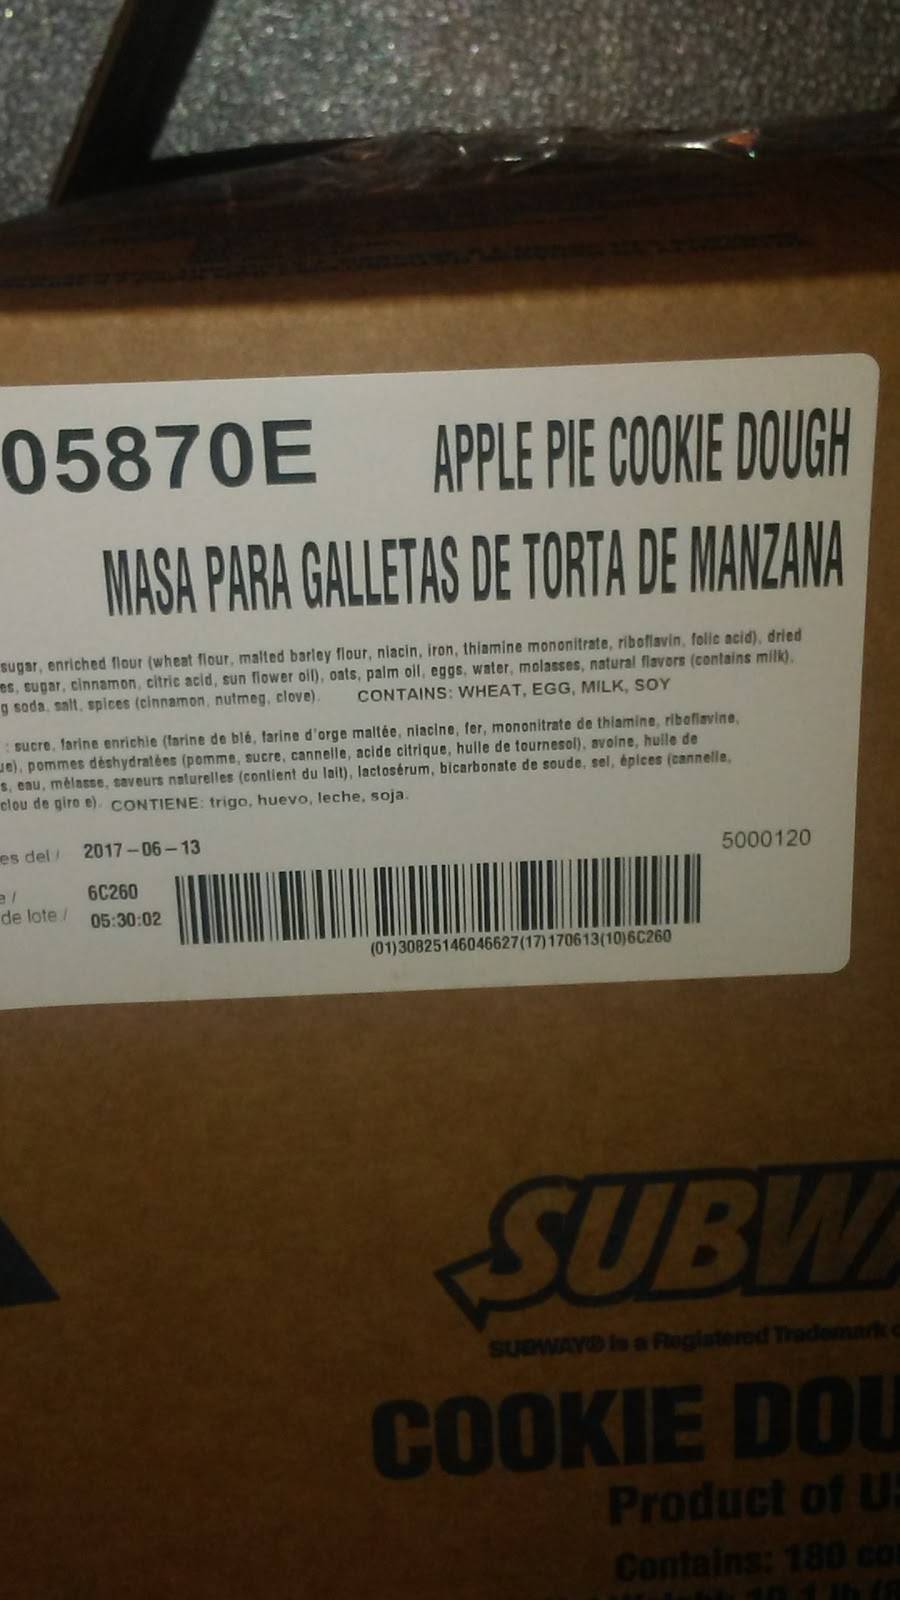 05870E APPLE PIE COOKIE DOUGH
MASA PARA GALLETAS DE TORTA DE MANZANA
sugar, enriched flour (wheat flour, malted barley flour, niacin, iron, thiamine mononitrate, riboflavin, folic acid), dried
es, sugar, cinnamon, citric acid, sun flower oil), oats, palm oil, eggs, water, molasses, natural flavors (contains milk),
g soda, salt, spices (cinnamon, nutmeg, clove). CONTAINS: WHEAT, EGG, MILK, SOY
: sucre, farine enrichie (farine de blé, farine d'orge maltée, niacine, fer, mononitrate de thiamine, riboflavine,
ue), pommes déshydratées (pomme, sucre, cannelle, acide citrique, huile de tournesol), avoine, huile de
s, eau, mélasse, saveurs naturelles (contient du lait), lactosérum, bicarbonate de soude, sel, épices (cannelle,
clou de giro e). CONTIENE: trigo, huevo, leche, soja.
es del / 2017-06-13
5000120
e / 6C260
de lote / 05:30:02
(01)30825146046627(17)170613(10)6C260
SUBWA
SUBWAY® is a Registered Trademark
COOKIE DOU
Product of U
Contains: 180 co
10.1 lb